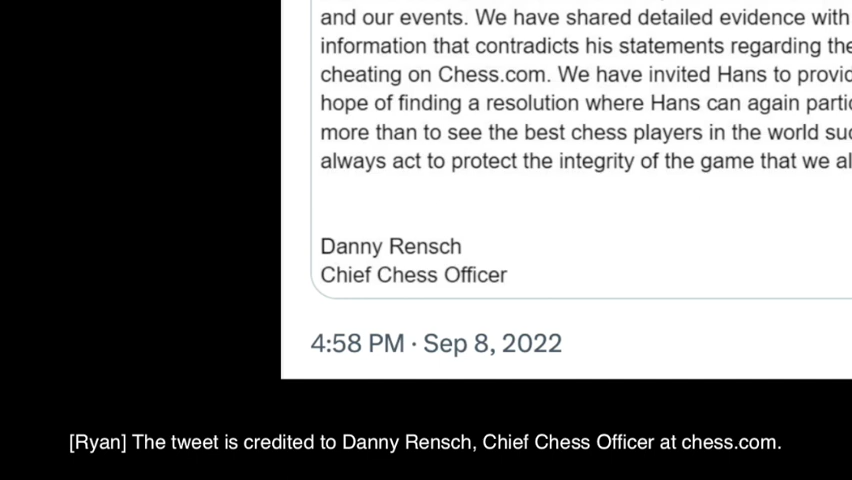 and our events. We have shared detailed evidence with
information that contradicts his statements regarding the
cheating on Chess.com. We have invited Hans to provid
hope of finding a resolution where Hans can again partic
more than to see the best chess players in the world suc
always act to protect the integrity of the game that we al
Danny Rensch
Chief Chess Officer
4:58 PM · Sep 8, 2022
[Ryan] The tweet is credited to Danny Rensch, Chief Chess Officer at chess.com.